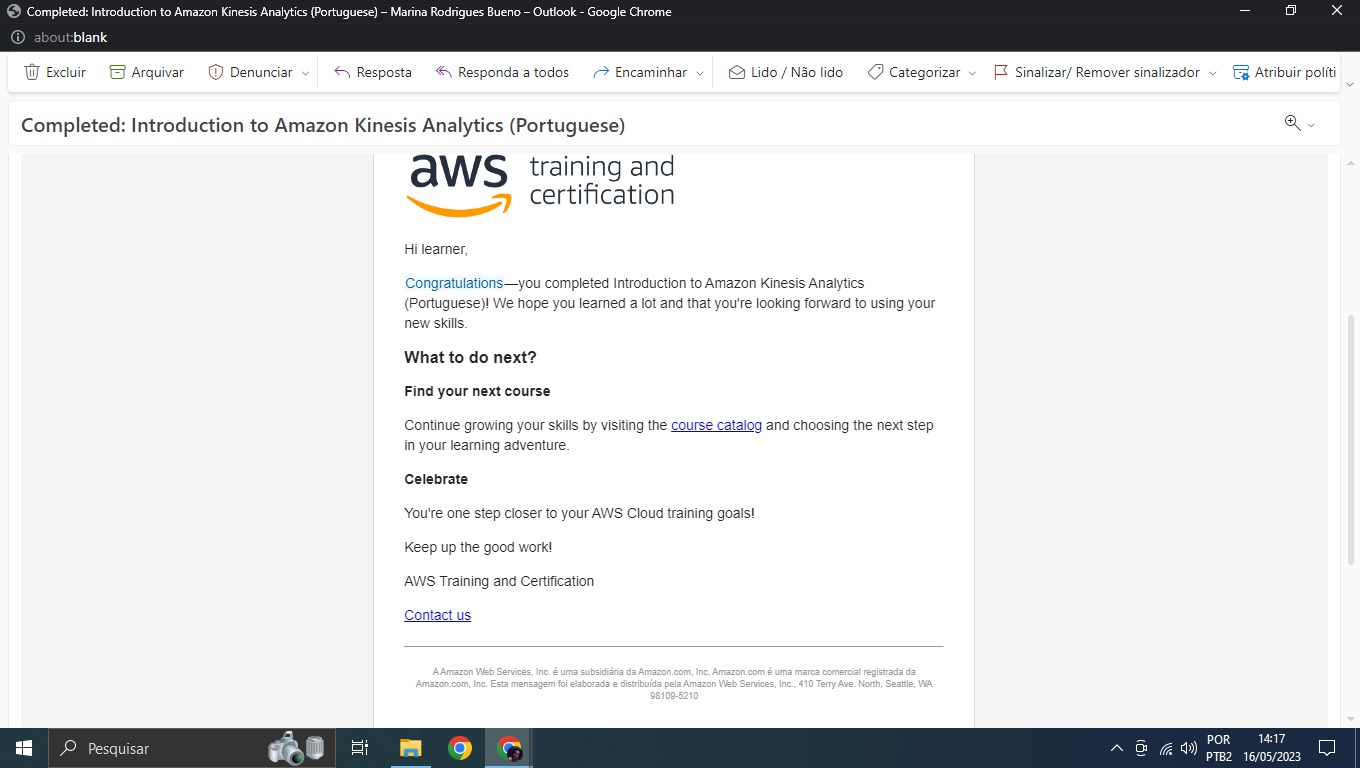 Completed: Introduction to Amazon Kinesis Analytics (Portuguese) – Marina Rodrigues Bueno – Outlook - Google Chrome
about:blank
Excluir Arquivar Denunciar Resposta Responda a todos Encaminhar Lido / Não lido Categorizar Sinalizar/ Remover sinalizador Atribuir políti
Completed: Introduction to Amazon Kinesis Analytics (Portuguese)
aws training and
certification
Hi learner,
Congratulations—you completed Introduction to Amazon Kinesis Analytics
(Portuguese)! We hope you learned a lot and that you're looking forward to using your
new skills.
What to do next?
Find your next course
Continue growing your skills by visiting the course catalog and choosing the next step
in your learning adventure.
Celebrate
You're one step closer to your AWS Cloud training goals!
Keep up the good work!
AWS Training and Certification
Contact us
A Amazon Web Services, Inc. é uma subsidiária da Amazon.com, Inc. Amazon.com é uma marca comercial registrada da
Amazon.com, Inc. Esta mensagem foi elaborada e distribuída pela Amazon Web Services, Inc., 410 Terry Ave. North, Seattle, WA
98109-5210
Pesquisar
POR
PTB2
14:17
16/05/2023